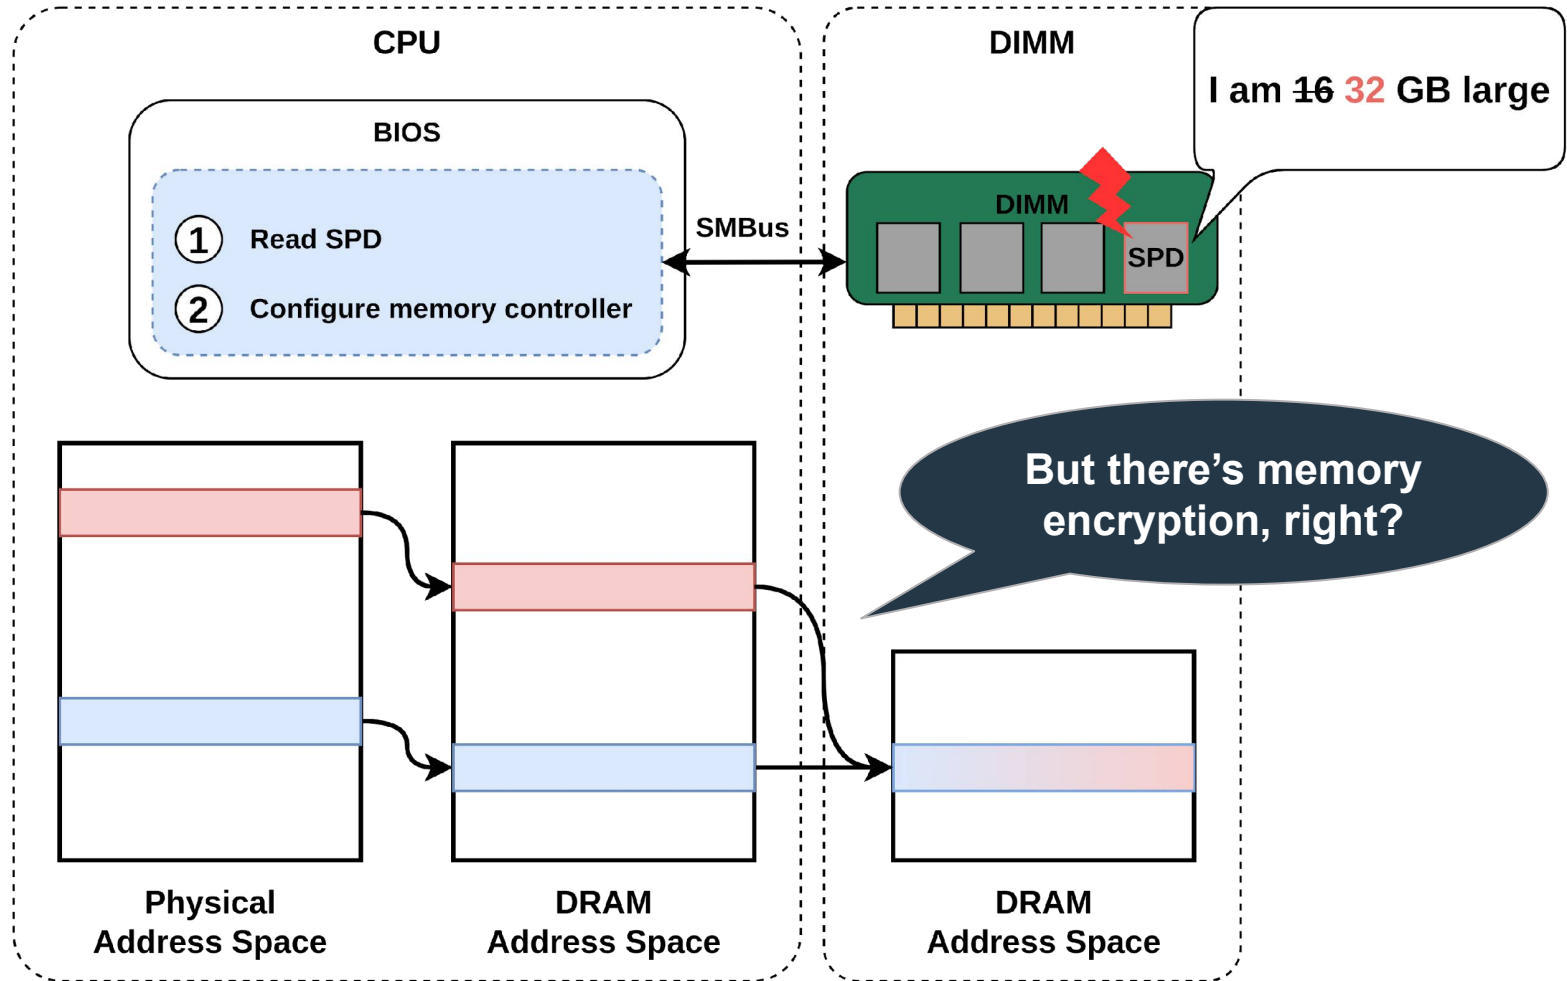 CPU
DIMM
I am 16 32 GB large
BIOS
1 Read SPD
2 Configure memory controller
SMBus
DIMM
SPD
But there’s memory
encryption, right?
Physical
Address Space
DRAM
Address Space
DRAM
Address Space